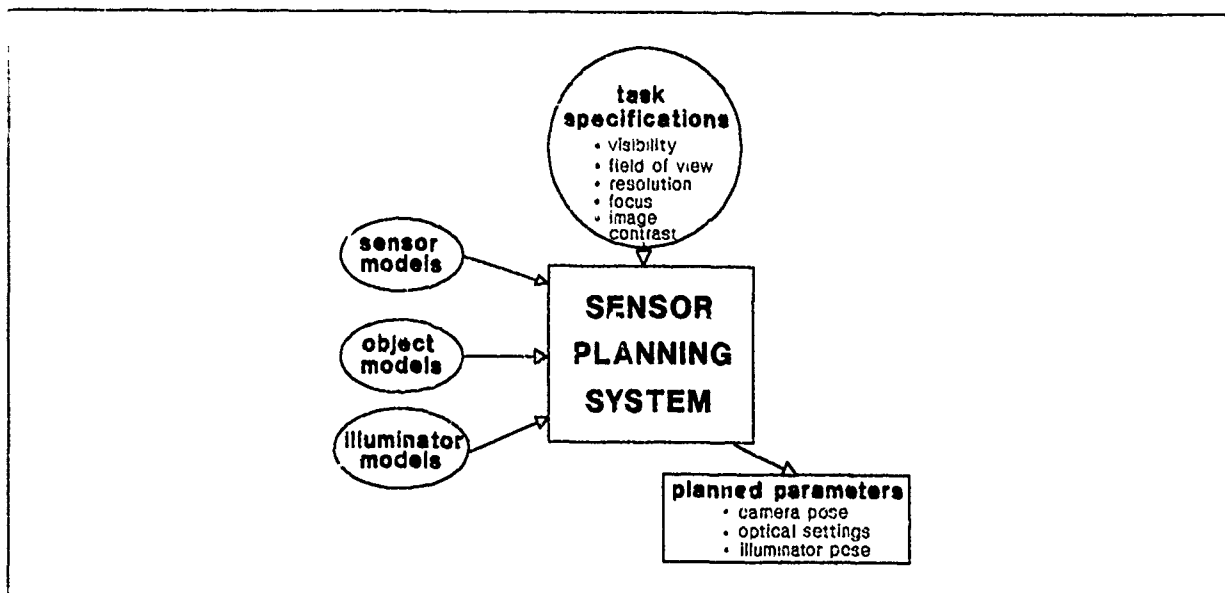 task
specifications
• visibility
• field of view
• resolution
• focus
• image
contrast
sensor
models
object
models
illuminator
models
SENSOR
PLANNING
SYSTEM
planned parameters
• camera pose
• optical settings
• illuminator pose